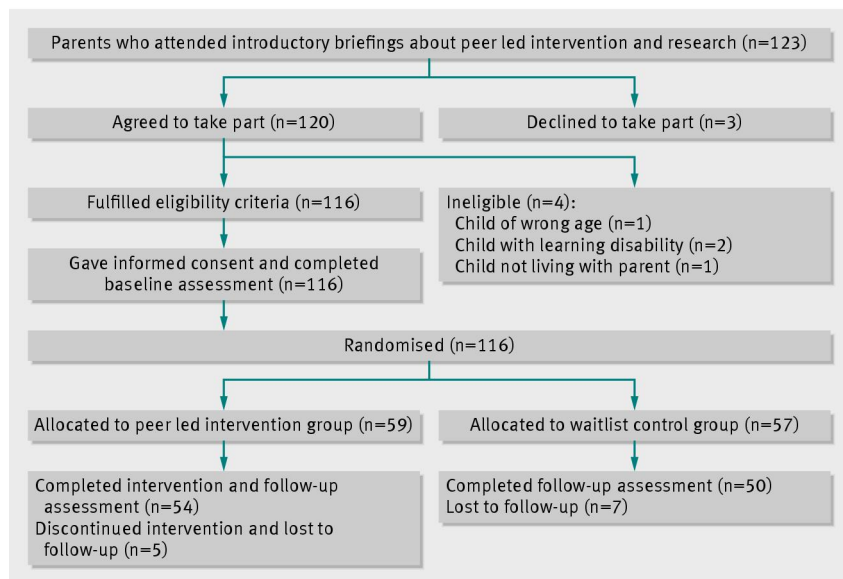 Parents who attended introductory briefings about peer led intervention and research (n=123)
Agreed to take part (n=120)
Declined to take part (n=3)
Fulfilled eligibility criteria (n=116)
Ineligible (n=4):
Child of wrong age (n=1)
Child with learning disability (n=2)
Child not living with parent (n=1)
Gave informed consent and completed
baseline assessment (n=116)
Randomised (n=116)
Allocated to peer led intervention group (n=59)
Allocated to waitlist control group (n=57)
Completed intervention and follow-up
assessment (n=54)
Discontinued intervention and lost to
follow-up (n=5)
Completed follow-up assessment (n=50)
Lost to follow-up (n=7)